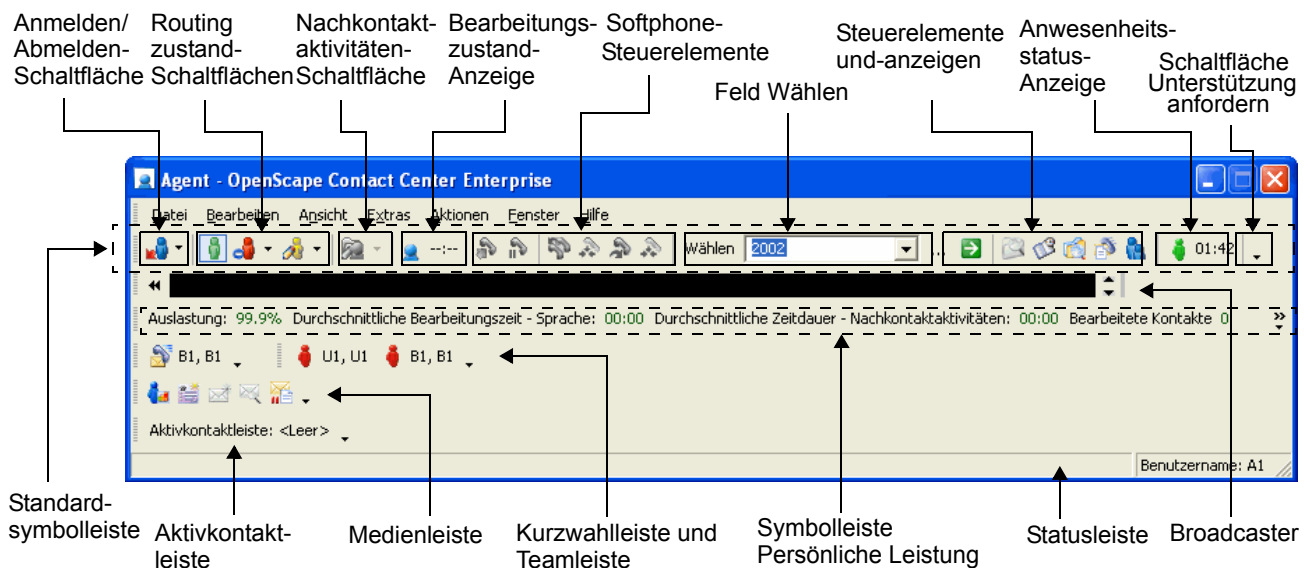 Anmelden/
Abmelden-
Schaltfläche
Routing
zustand-
Schaltflächen
Nachkontakt-
aktivitäten-
Schaltfläche
Bearbeitungs-
zustand-
Anzeige
Softphone-
Steuerelemente
Feld Wählen
Steuerelemente
und-anzeigen
Anwesenheits-
status-
Anzeige
Schaltfläche
Unterstützung
anfordern
Agent - OpenScape Contact Center Enterprise
Datei Bearbeiten Ansicht Extras Aktionen Fenster Hilfe
--:-- Wählen 2002 ... 01:42
Auslastung: 99.9% Durchschnittliche Bearbeitungszeit - Sprache: 00:00 Durchschnittliche Zeitdauer - Nachkontaktaktivitäten: 00:00 Bearbeitete Kontakte 0
B1, B1 U1, U1 B1, B1
Aktivkontaktleiste: <Leer>
Benutzername: A1
Standard-
symbolleiste
Aktivkontakt-
leiste
Medienleiste
Kurzwahlleiste und
Teamleiste
Symbolleiste
Persönliche Leistung
Statusleiste
Broadcaster